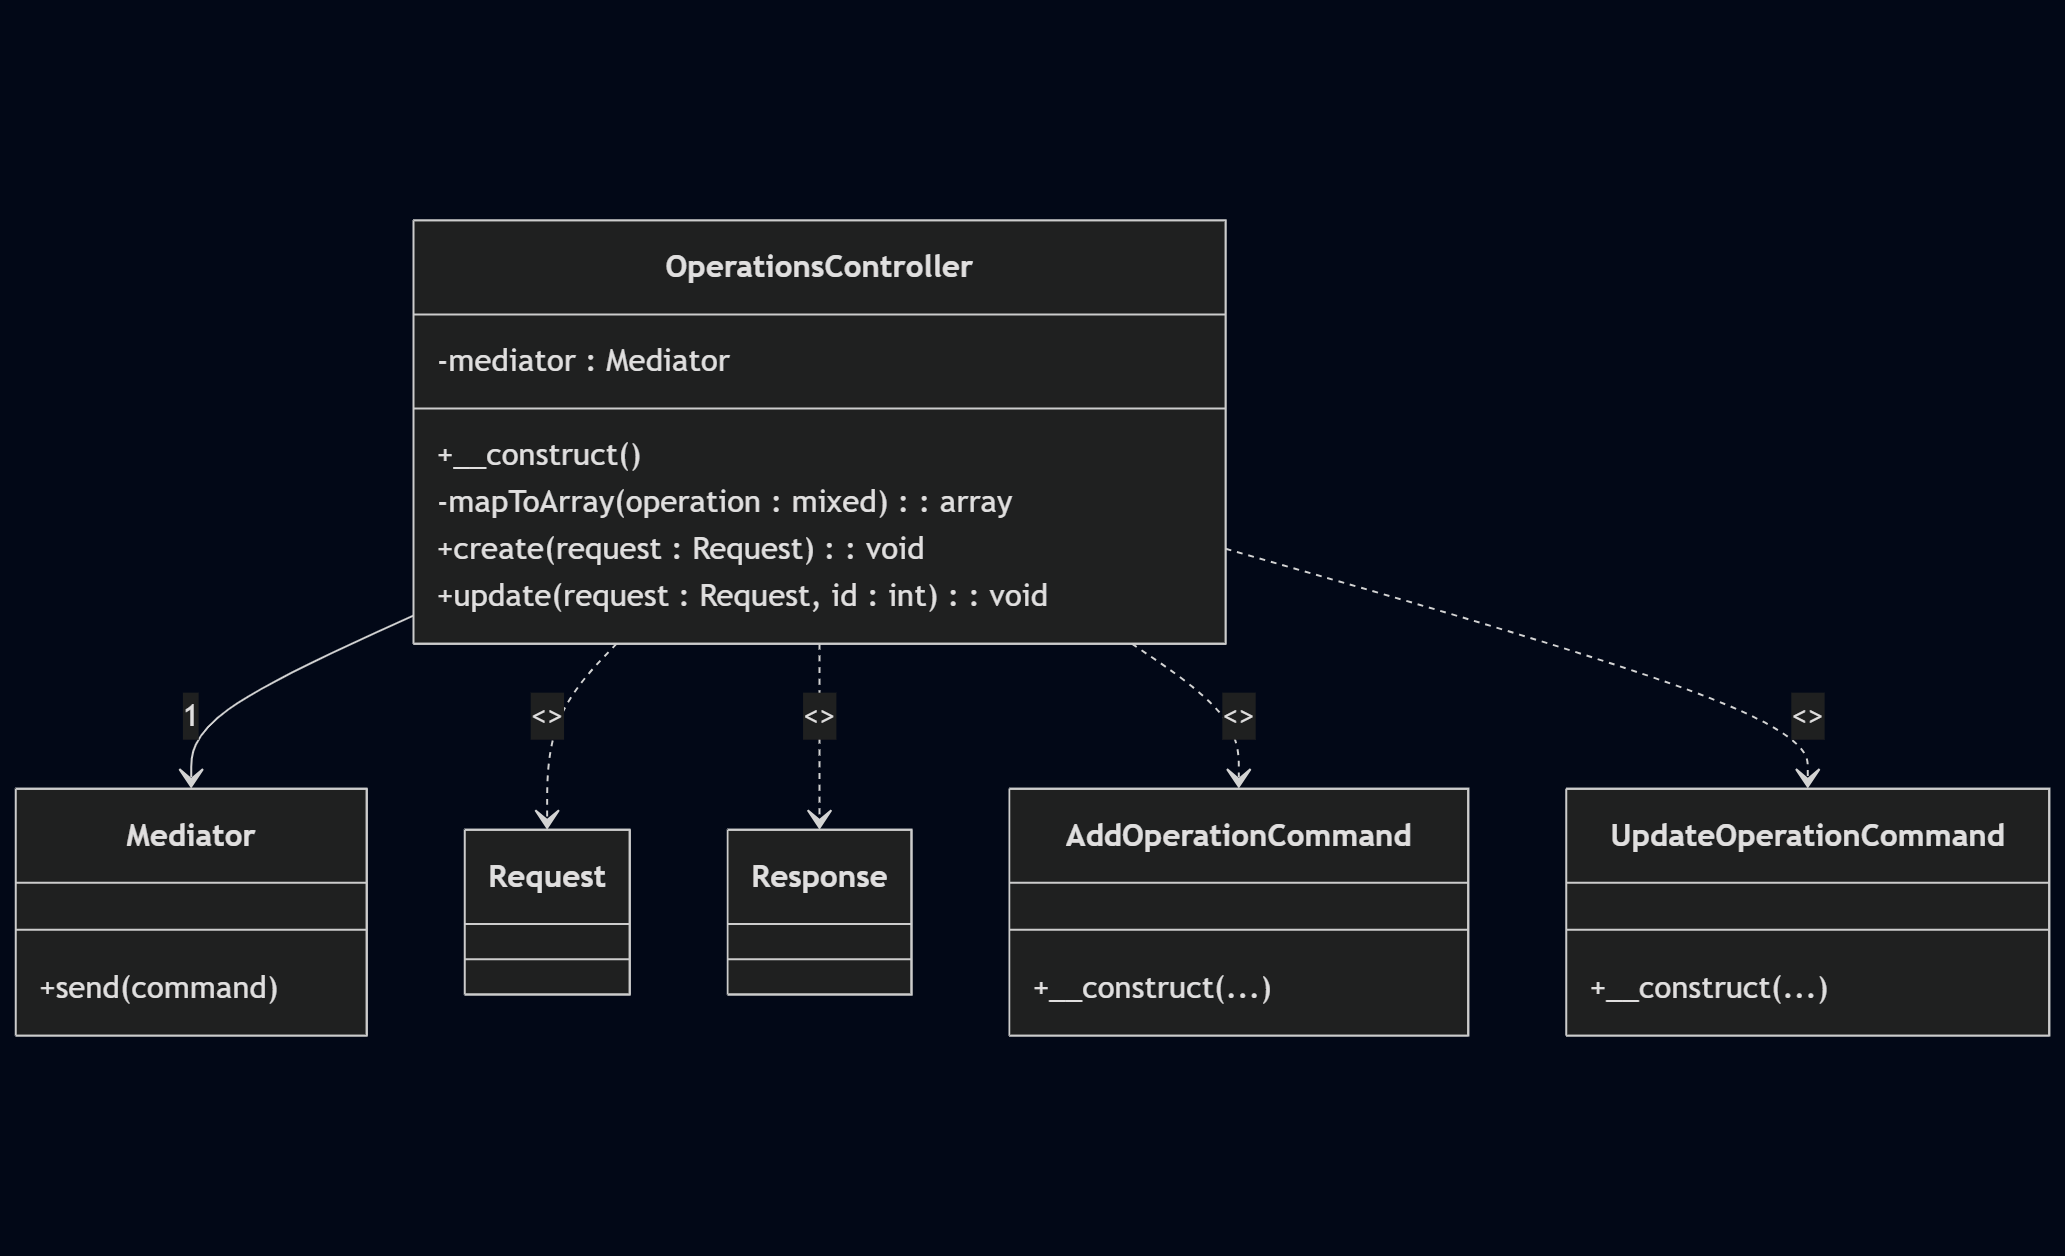 OperationsController
-mediator : Mediator
+__construct()
-mapToArray(operation : mixed) : : array
+create(request : Request) : : void
+update(request : Request, id : int) : : void
1
<>
<>
<>
<>
Mediator
+send(command)
Request
Response
AddOperationCommand
+__construct(...)
UpdateOperationCommand
+__construct(...)